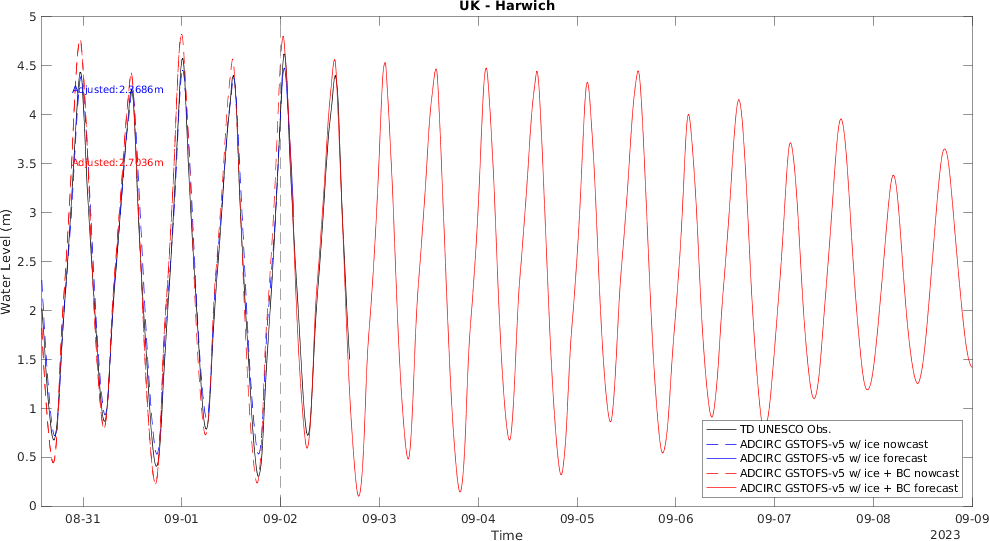 UK - Harwich
5
4.5
4
3.5
3
2.5
2
1.5
1
0.5
0
Water Level (m)
Adjusted:2.2686m
Adjusted:2.7036m
TD UNESCO Obs.
ADCIRC GSTOFS-v5 w/ ice nowcast
ADCIRC GSTOFS-v5 w/ ice forecast
ADCIRC GSTOFS-v5 w/ ice + BC nowcast
ADCIRC GSTOFS-v5 w/ ice + BC forecast
08-31 09-01 09-02 09-03 09-04 09-05 09-06 09-07 09-08 09-09
Time
2023